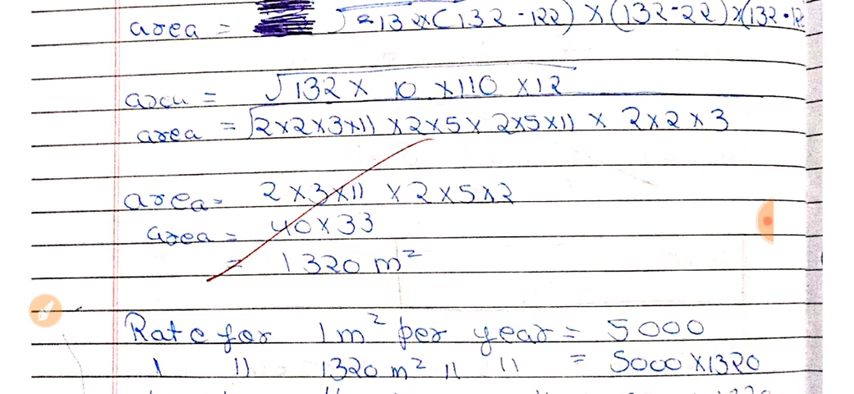 area = √132×(132-122)×(132-22)×(132-12
area = √132× 10 ×110 ×12
area = √2×2×3×11 ×2×5× 2×5×11 × 2×2×3
area= 2×3×11 ×2×5×2
area = 40×33
= 1320 m²
Rate for 1m² per year = 5000
1 〃 1320 m² 〃 〃 = 5000×1320